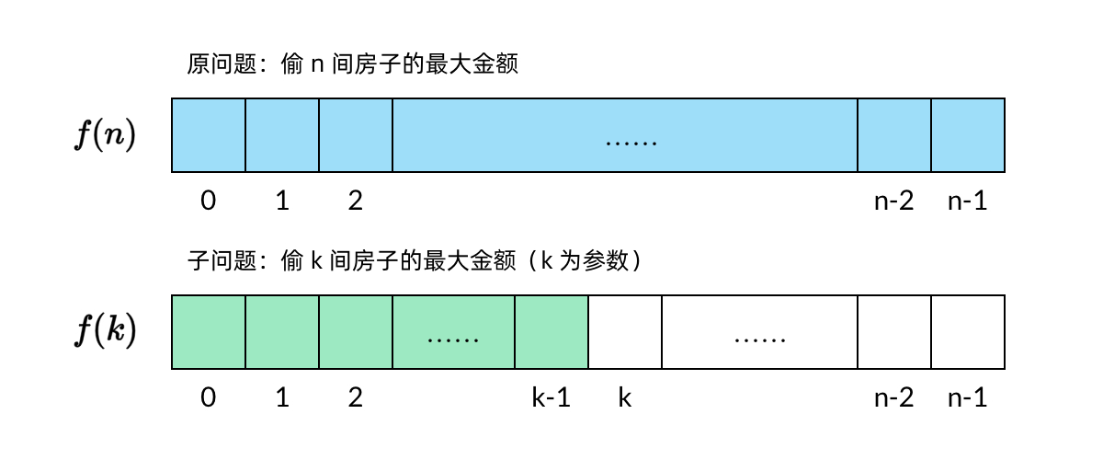 原问题：偷 n 间房子的最大金额
f(n)
……
0 1 2 n-2 n-1
子问题：偷 k 间房子的最大金额（k 为参数）
f(k)
…… ……
0 1 2 k-1 k n-2 n-1